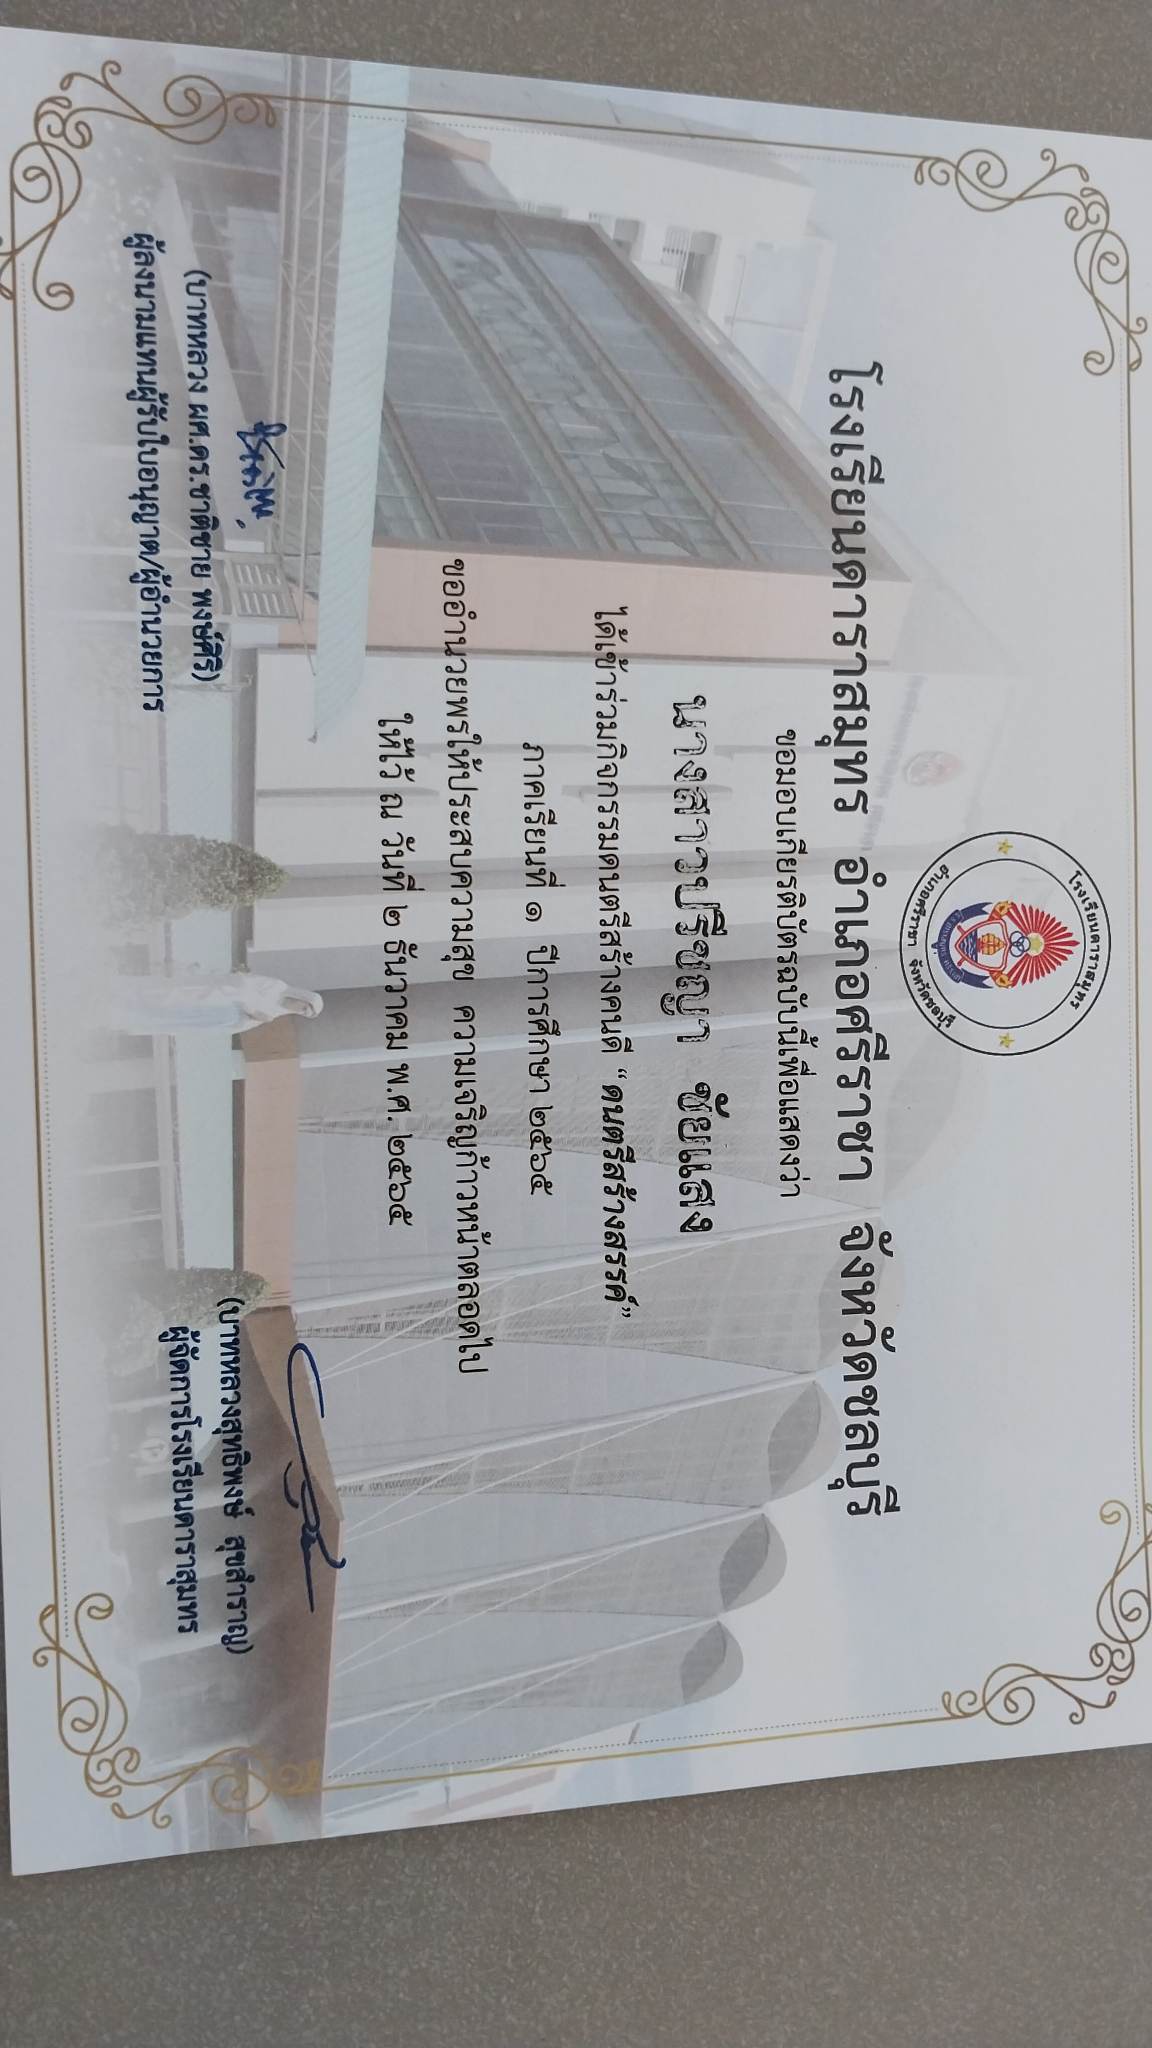 โรงเรียนดาราสมุทร
อำเภอศรีราชา จังหวัดชลบุรี
โรงเรียนดาราสมุทร อำเภอศรีราชา จังหวัดชลบุรี
ขอมอบเกียรติบัตรฉบับนี้เพื่อแสดงว่า
นางสาวปรีชญา ชัยแสง
ได้เข้าร่วมกิจกรรมดนตรีสร้างคนดี “ดนตรีสร้างสรรค์”
ภาคเรียนที่ ๑ ปีการศึกษา ๒๕๖๕
ขออำนวยพรให้ประสบความสุข ความเจริญก้าวหน้าตลอดไป
ให้ไว้ ณ วันที่ ๒ ธันวาคม พ.ศ. ๒๕๖๕
(บาทหลวง ผศ.ดร.ชาติชาย พงษ์ศิริ)
ผู้ลงนามแทนผู้รับใบอนุญาต/ผู้อำนวยการ
(บาทหลวงสุทธิพงษ์ สุขสำราญ)
ผู้จัดการโรงเรียนดาราสุมทร